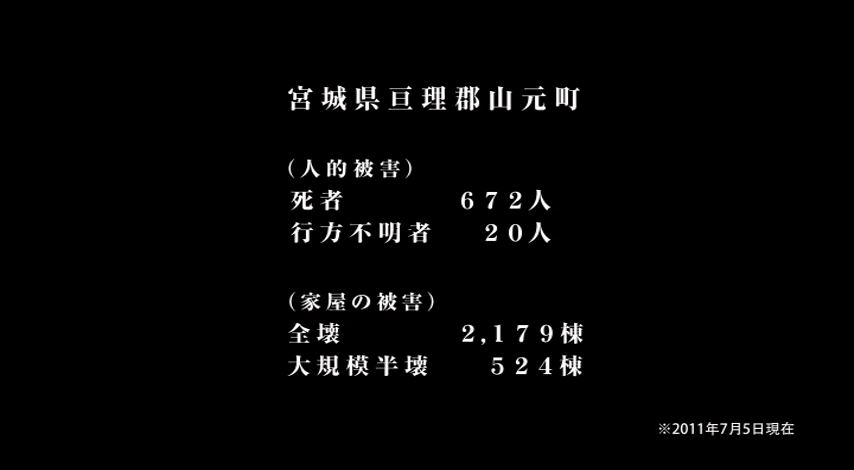 宮城県亘理郡山元町
（人的被害）
死者　６７２人
行方不明者　２０人
（家屋の被害）
全壊　２,１７９棟
大規模半壊　５２４棟
※2011年7月5日現在